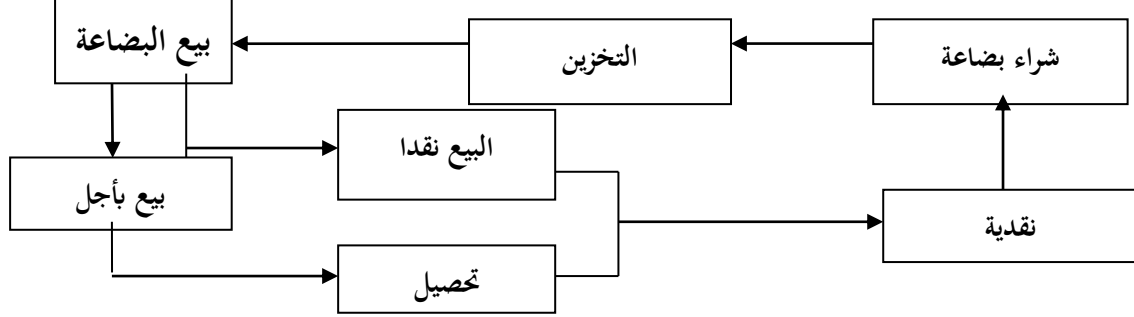 شراء بضاعة
التخزين
بيع البضاعة
البيع نقدا
بيع بأجل
نقدية
تحصيل